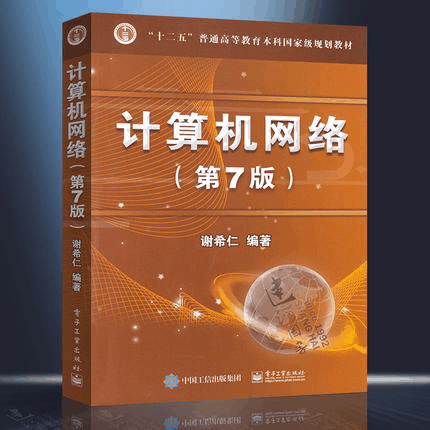 "十二五"普通高等教育本科国家级规划教材
计算机网络
（第7版）
谢希仁 编著
中国工信出版集团
电子工业出版社
计算机网络（第7版）
谢希仁 编著
电子工业出版社
1992